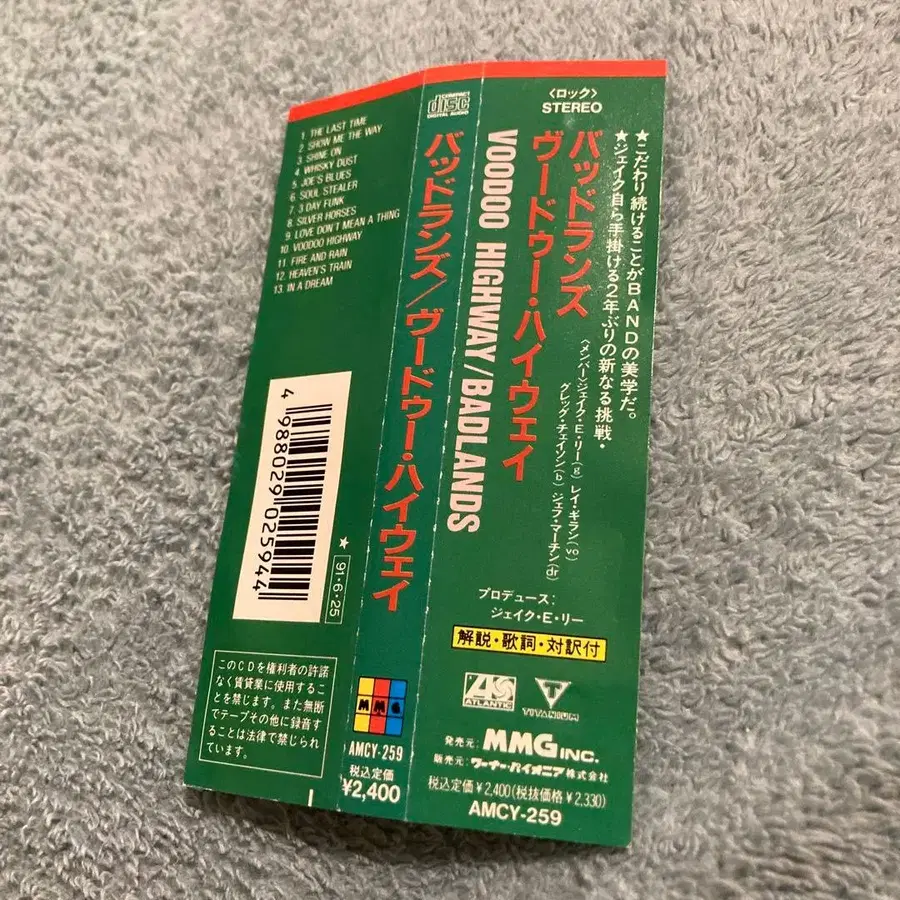 〈ロック〉
STEREO
★こだわり続けることがBANDの美学だ。
★ジェイク自ら手掛ける2年ぶりの新なる挑戦・
バッドランズ
ヴードゥー・ハイウェイ
〈メンバー〉ジェイク・E・リー(g) レイ・ギラン(vo)
グレッグ・チェイソン(b) ジェフ・マーチン(dr)
VOODOO HIGHWAY/BADLANDS
プロデュース:
ジェイク・E・リー
解説・歌詞・対訳付
ATLANTIC
TITANIUM
発売元: MMG INC.
販売元: ワーナー・パイオニア株式会社
税込定価¥2,400(税抜価格¥2,330)
AMCY-259
COMPACT
disc
DIGITAL AUDIO
バッドランズ/ヴードゥー・ハイウェイ
MMG
AMCY-259
税込定価
¥2,400
1. THE LAST TIME
2. SHOW ME THE WAY
3. SHINE ON
4. WHISKY DUST
5. JOE'S BLUES
6. SOUL STEALER
7. 3 DAY FUNK
8. SILVER HORSES
9. LOVE DON'T MEAN A THING
10. VOODOO HIGHWAY
11. FIRE AND RAIN
12. HEAVEN'S TRAIN
13. IN A DREAM
4 988029 025944
★
91・6・25
このCDを権利者の許諾
なく賃貸業に使用するこ
とを禁じます。また無断
でテープその他に録音す
ることは法律で禁じられ
ています。
I